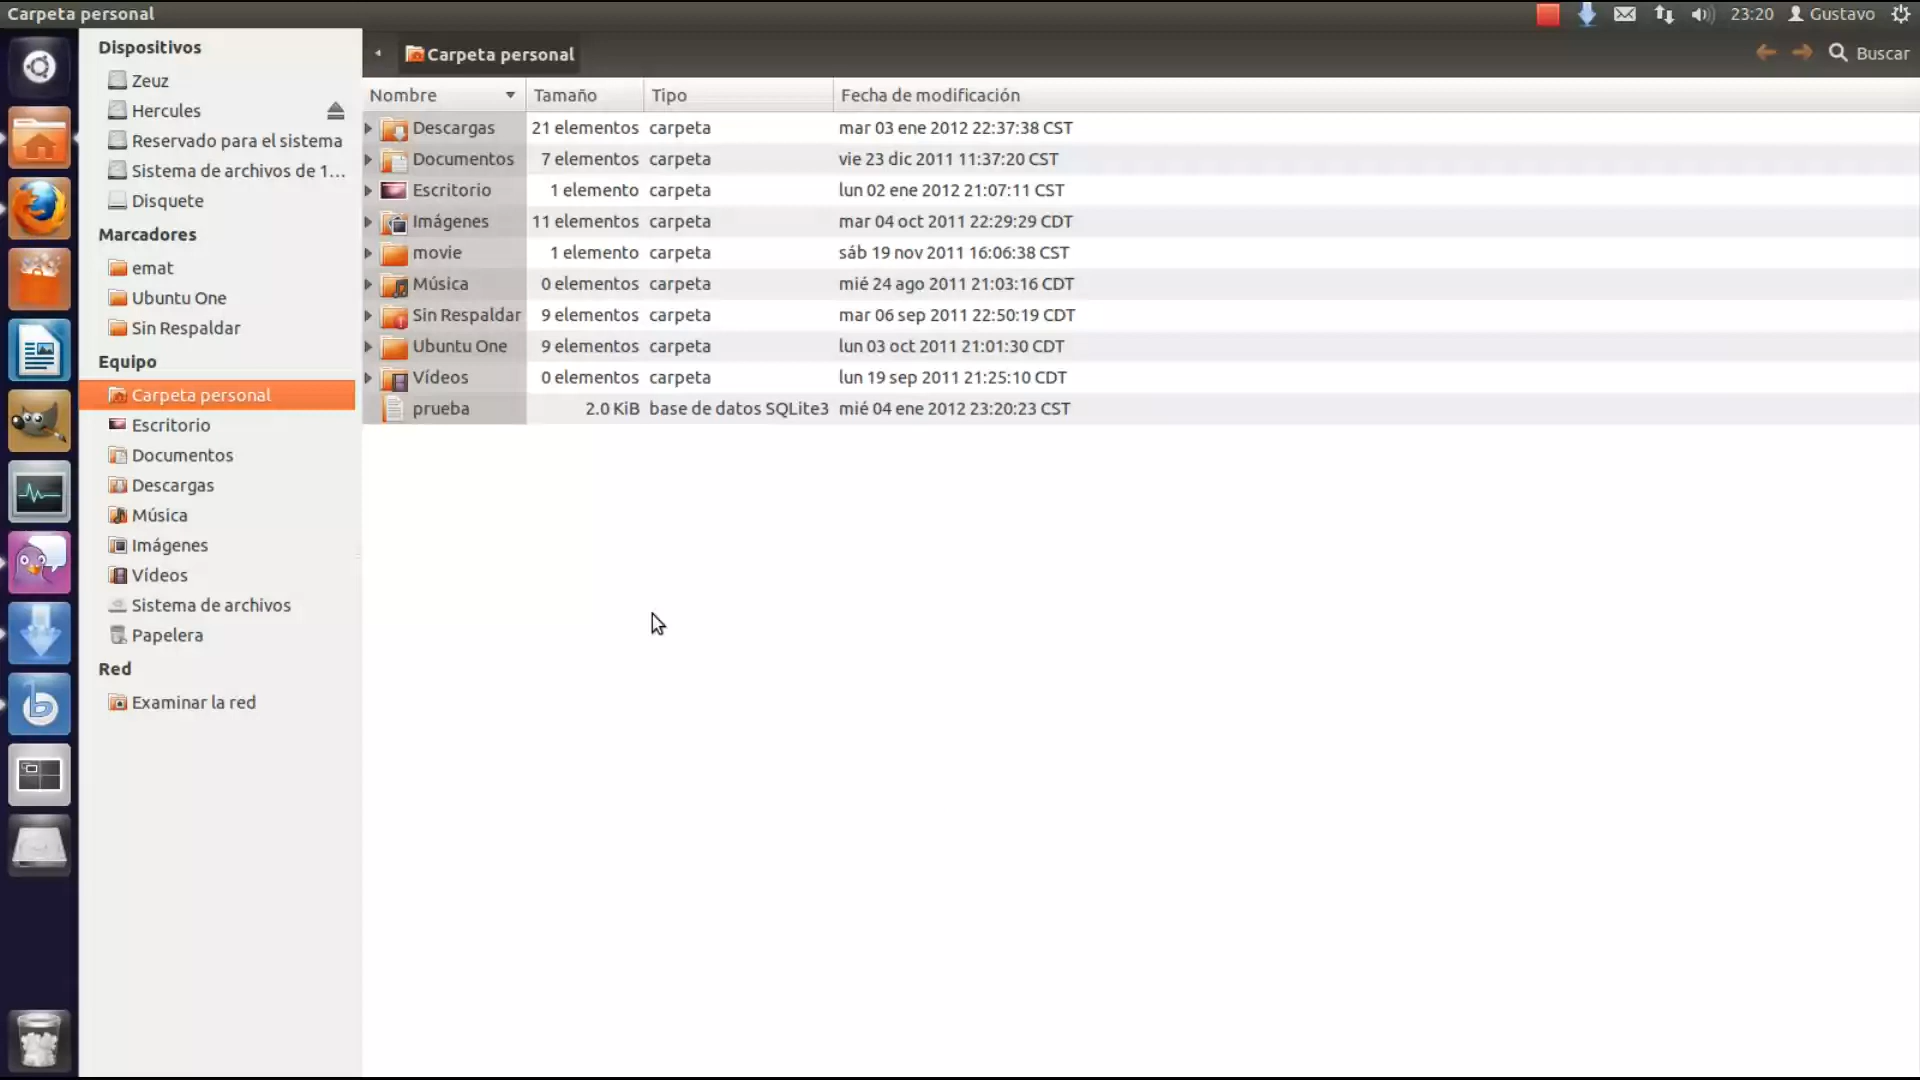 Carpeta personal
23:20
Gustavo
Dispositivos
Zeuz
Hercules
Reservado para el sistema
Sistema de archivos de 1...
Disquete
Marcadores
emat
Ubuntu One
Sin Respaldar
Equipo
Carpeta personal
Escritorio
Documentos
Descargas
Música
Imágenes
Vídeos
Sistema de archivos
Papelera
Red
Examinar la red
Carpeta personal
Buscar
Nombre Tamaño Tipo Fecha de modificación
Descargas 21 elementos carpeta mar 03 ene 2012 22:37:38 CST
Documentos 7 elementos carpeta vie 23 dic 2011 11:37:20 CST
Escritorio 1 elemento carpeta lun 02 ene 2012 21:07:11 CST
Imágenes 11 elementos carpeta mar 04 oct 2011 22:29:29 CDT
movie 1 elemento carpeta sáb 19 nov 2011 16:06:38 CST
Música 0 elementos carpeta mié 24 ago 2011 21:03:16 CDT
Sin Respaldar 9 elementos carpeta mar 06 sep 2011 22:50:19 CDT
Ubuntu One 9 elementos carpeta lun 03 oct 2011 21:01:30 CDT
Vídeos 0 elementos carpeta lun 19 sep 2011 21:25:10 CDT
prueba 2.0 KiB base de datos SQLite3 mié 04 ene 2012 23:20:23 CST